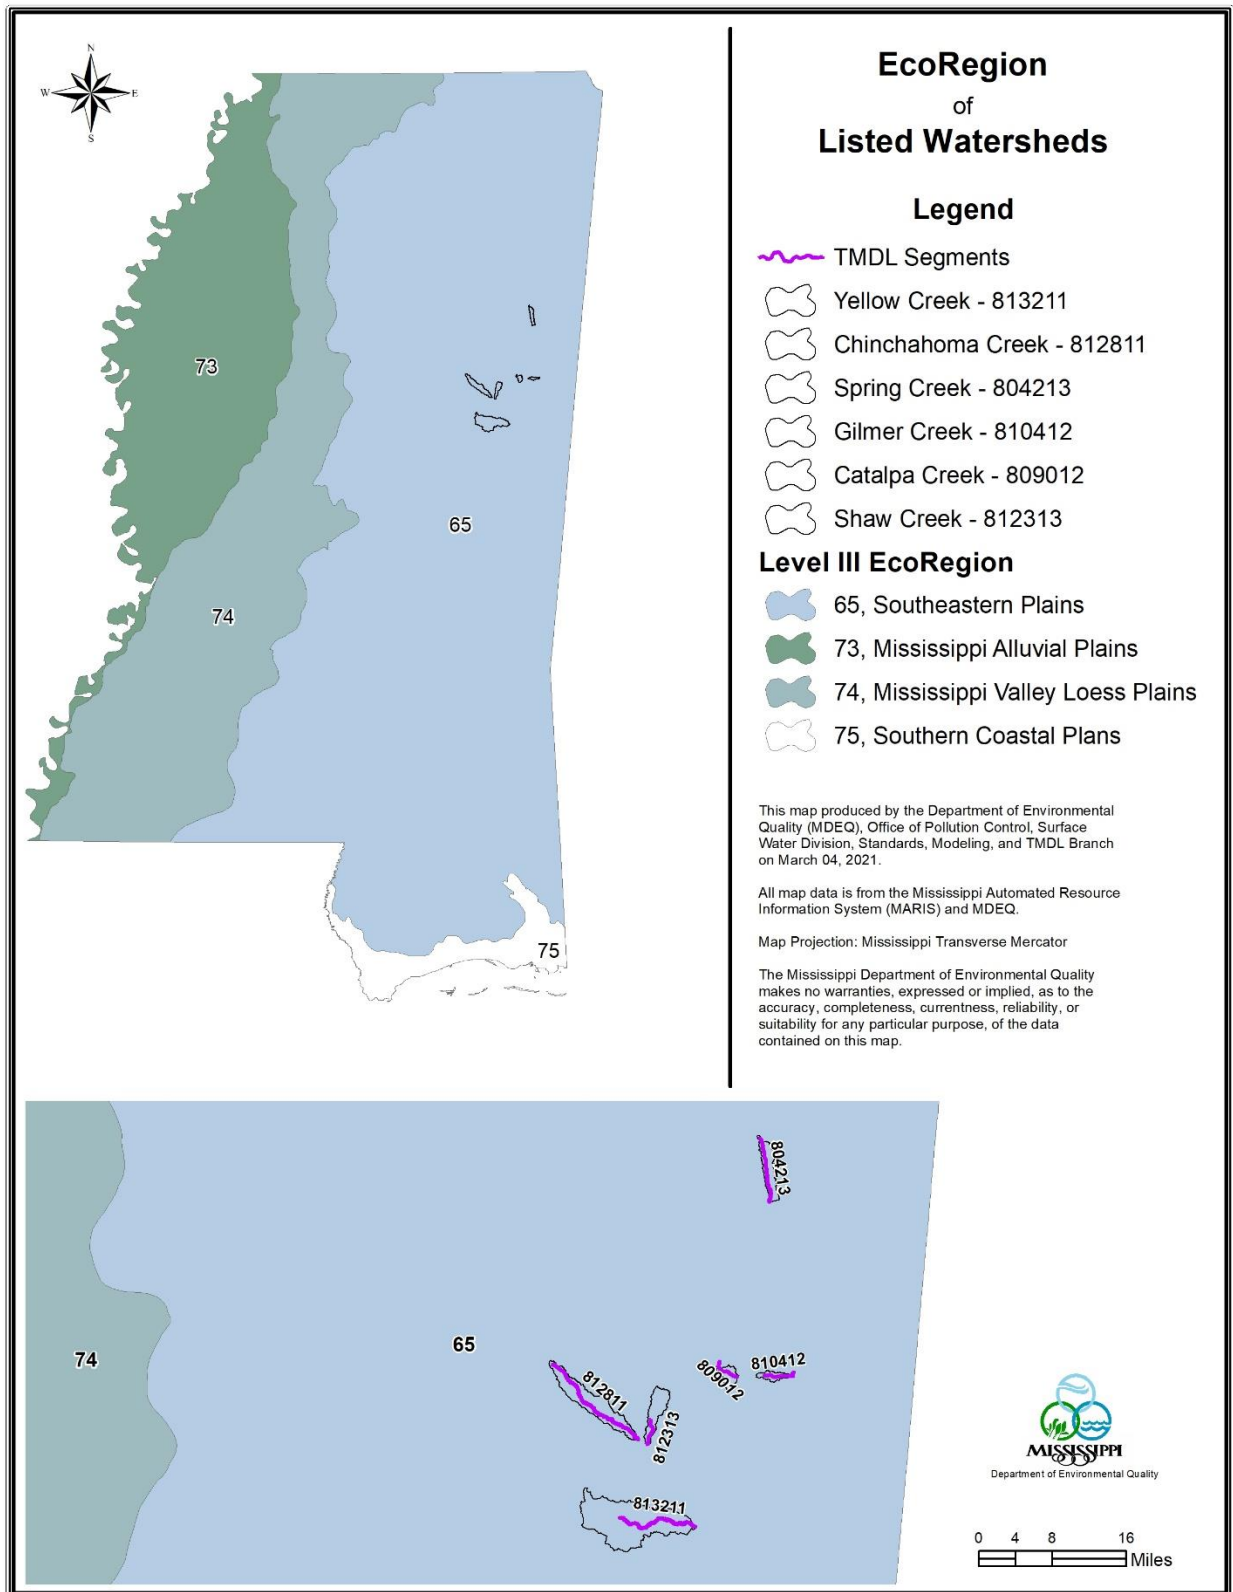 EcoRegion
of
Listed Watersheds
Legend
TMDL Segments
Yellow Creek - 813211
Chinchahoma Creek - 812811
Spring Creek - 804213
Gilmer Creek - 810412
Catalpa Creek - 809012
Shaw Creek - 812313
Level III EcoRegion
65, Southeastern Plains
73, Mississippi Alluvial Plains
74, Mississippi Valley Loess Plains
75, Southern Coastal Plans
This map produced by the Department of Environmental
Quality (MDEQ), Office of Pollution Control, Surface
Water Division, Standards, Modeling, and TMDL Branch
on March 04, 2021.
All map data is from the Mississippi Automated Resource
Information System (MARIS) and MDEQ.
Map Projection: Mississippi Transverse Mercator
The Mississippi Department of Environmental Quality
makes no warranties, expressed or implied, as to the
accuracy, completeness, currentness, reliability, or
suitability for any particular purpose, of the data
contained on this map.
N
W E
S
73
65
74
75
804213
74
65
809012
810412
812811
812313
813211
MISSISSIPPI
Department of Environmental Quality
0 4 8 16
Miles